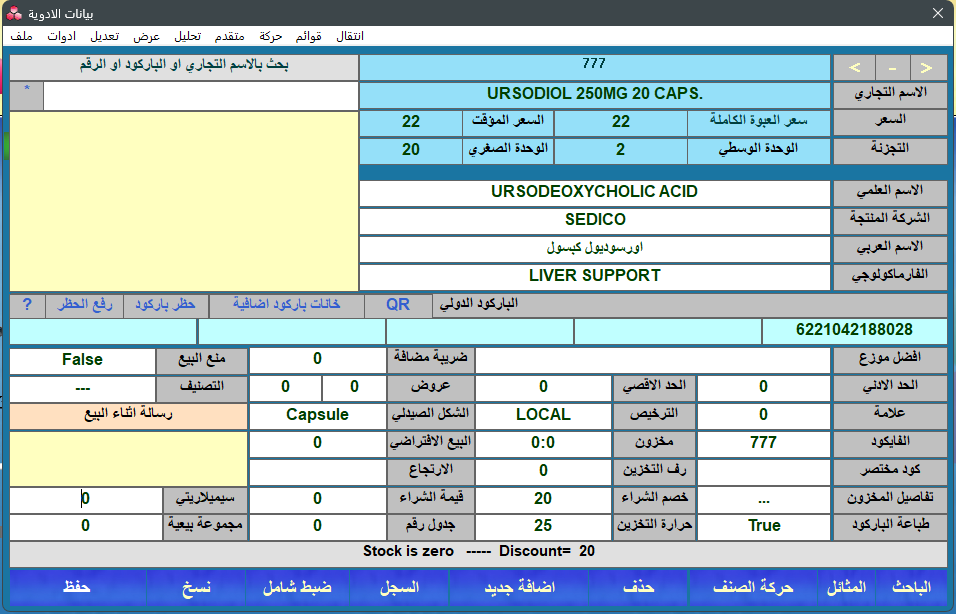 بيانات الادوية
ملف ادوات تعديل عرض تحليل متقدم حركة قوائم انتقال
بحث بالاسم التجاري او الباركود او الرقم
*
777
< - >
الاسم التجاري URSODIOL 250MG 20 CAPS.
السعر سعر العبوة الكاملة 22 السعر المؤقت 22
التجزئة الوحدة الوسطي 2 الوحدة الصغري 20
الاسم العلمي URSODEOXYCHOLIC ACID
الشركة المنتجة SEDICO
الاسم العربي اورسوديول كبسول
الفارماكولوجي LIVER SUPPORT
الباركود الدولي QR خانات باركود اضافية حظر باركود رفع الحظر ?
6221042188028
افضل موزع ضريبة مضافة 0 منع البيع False
الحد الادني 0 الحد الاقصي 0 عروض 0 0 التصنيف ---
علامة 0 الترخيص LOCAL الشكل الصيدلي Capsule رسالة اثناء البيع
الفايكود 777 مخزون 0:0 البيع الافتراضي 0
كود مختصر رف التخزين 0 الارتجاع
تفاصيل المخزون ... خصم الشراء 20 قيمة الشراء 0 سيميلاريتي 0
طباعة الباركود True حرارة التخزين 25 جدول رقم 0 مجموعة بيعية 0
Stock is zero ----- Discount= 20
الباحث المثائل حركة الصنف حذف اضافة جديد السجل ضبط شامل نسخ حفظ